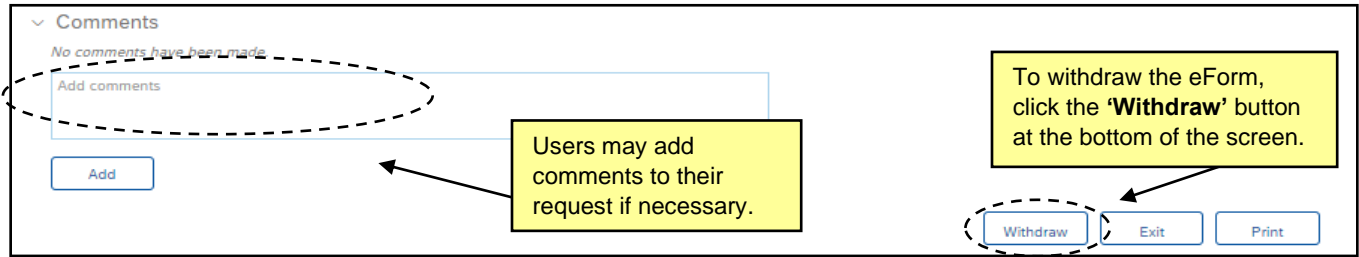 Comments
No comments have been made.
Add comments
To withdraw the eForm,
click the ‘Withdraw’ button
at the bottom of the screen.
Users may add
comments to their
request if necessary.
Add
Withdraw
Exit
Print